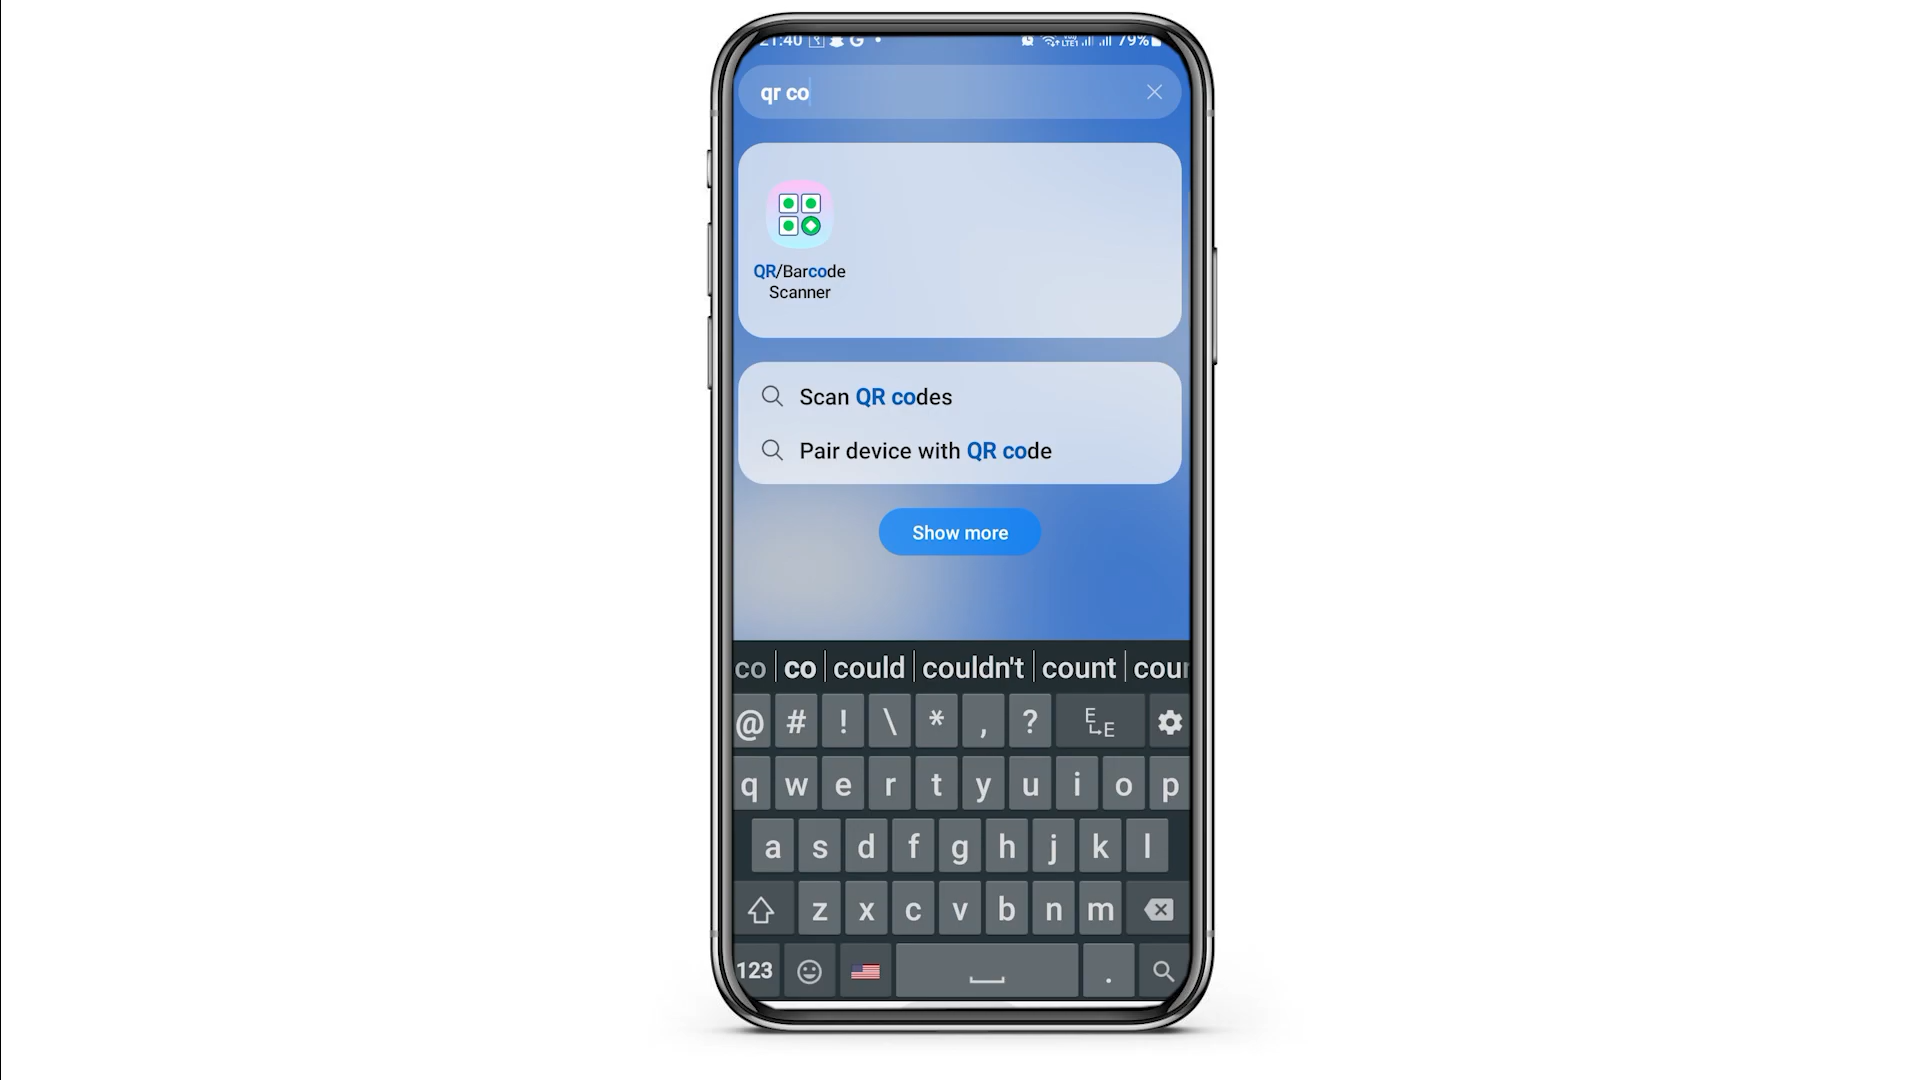 21:40 G
LTE1 79%
qr co
QR/Barcode
Scanner
Scan QR codes
Pair device with QR code
Show more
co co could couldn't count
@ # ! \ * , ? E E
q w e r t y u i o p
a s d f g h j k l
z x c v b n m
123 .